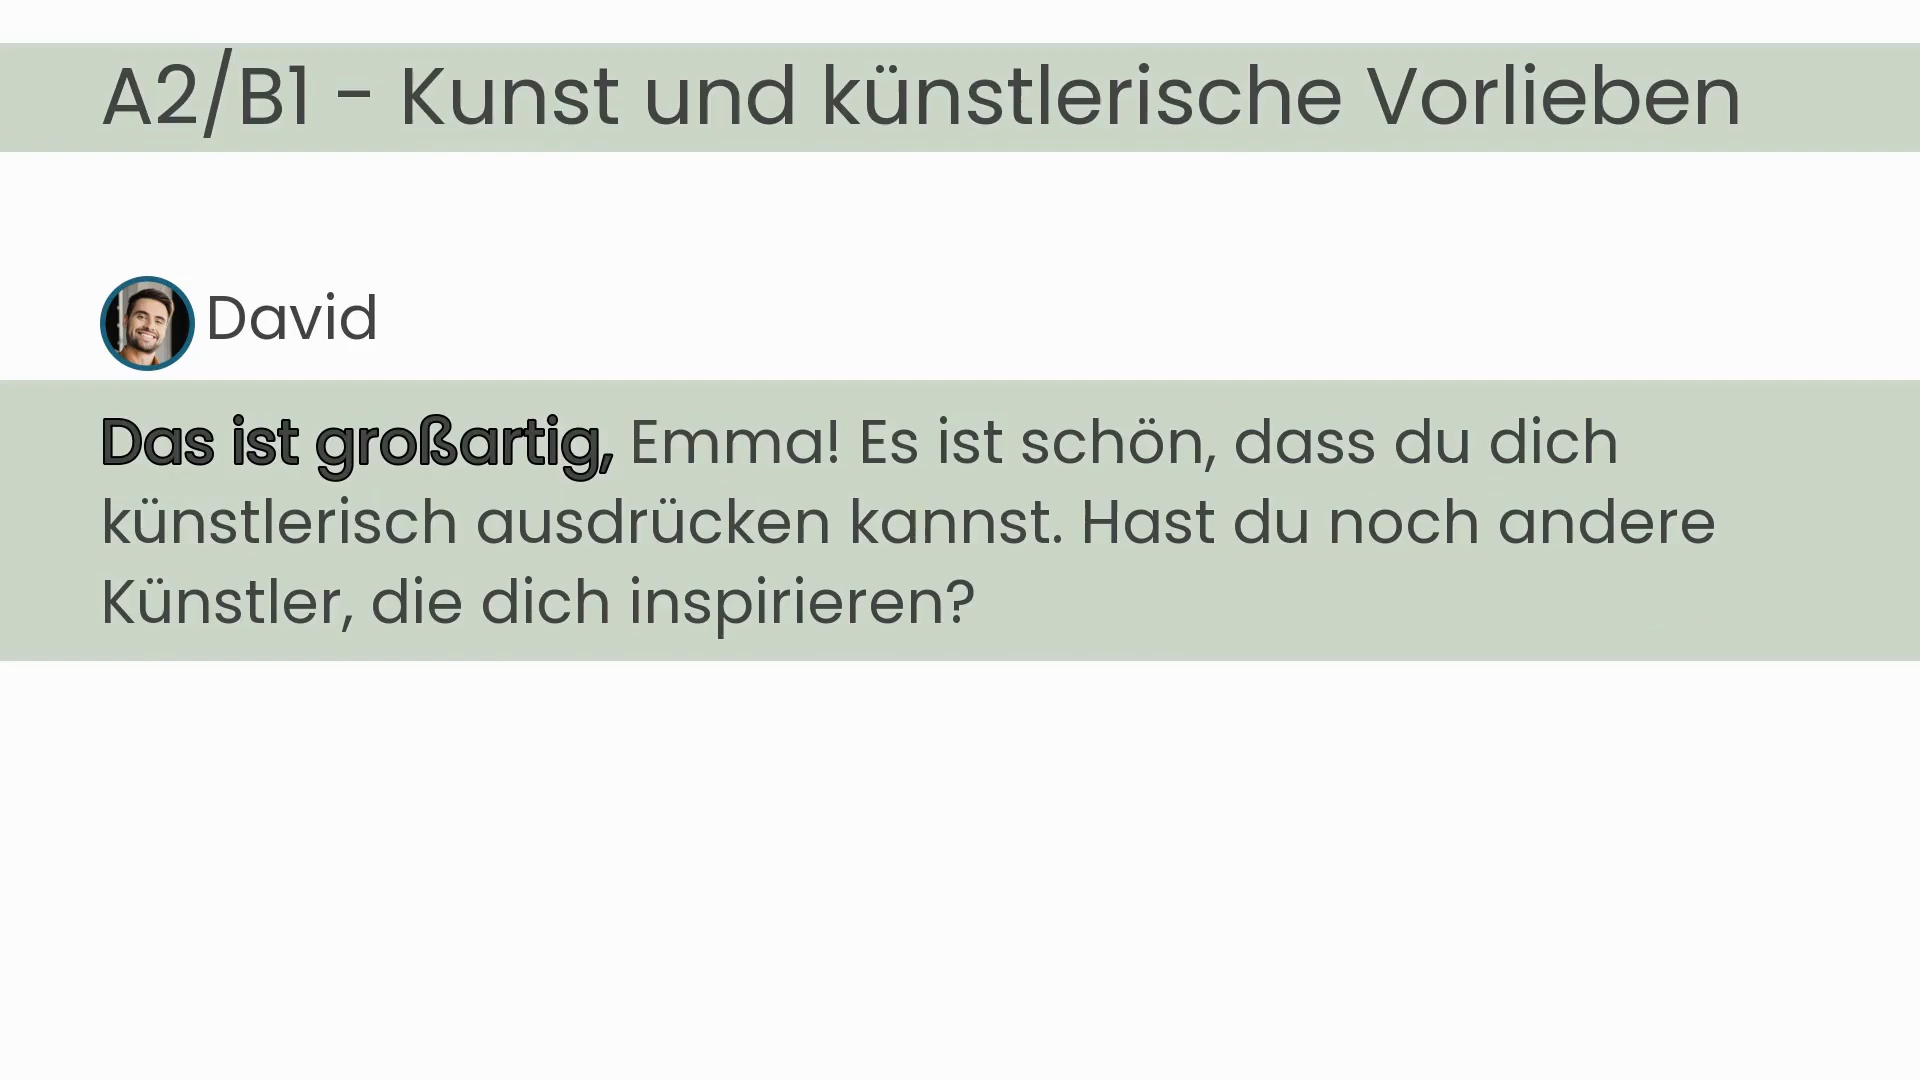 A2/B1 - Kunst und künstlerische Vorlieben
David
Das ist großartig, Emma! Es ist schön, dass du dich
künstlerisch ausdrücken kannst. Hast du noch andere
Künstler, die dich inspirieren?